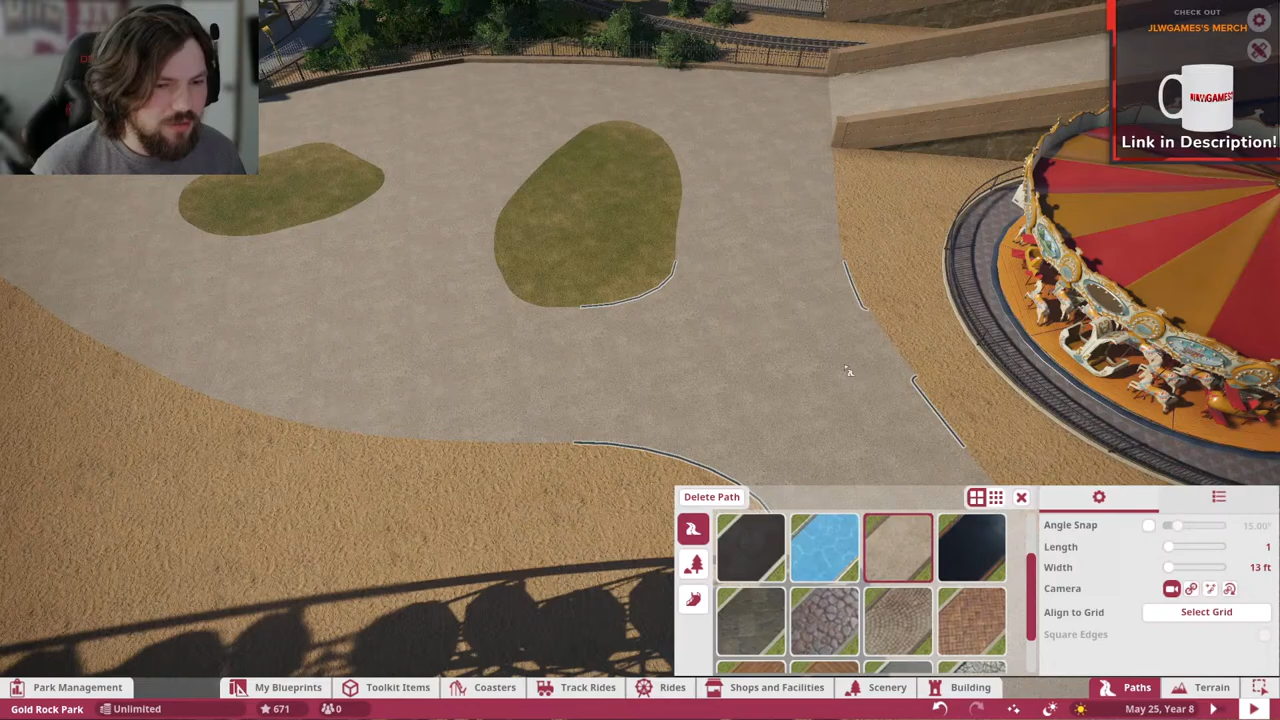 CHECK OUT
JLWGAMES'S MERCH
JLWGAMES
Link in Description!
Delete Path
Angle Snap 15.00°
Length 1
Width 13 ft
Camera
Align to Grid Select Grid
Square Edges
Park Management My Blueprints Toolkit Items Coasters Track Rides Rides Shops and Facilities Scenery Building Paths Terrain
Gold Rock Park Unlimited 671 0 May 25, Year 8